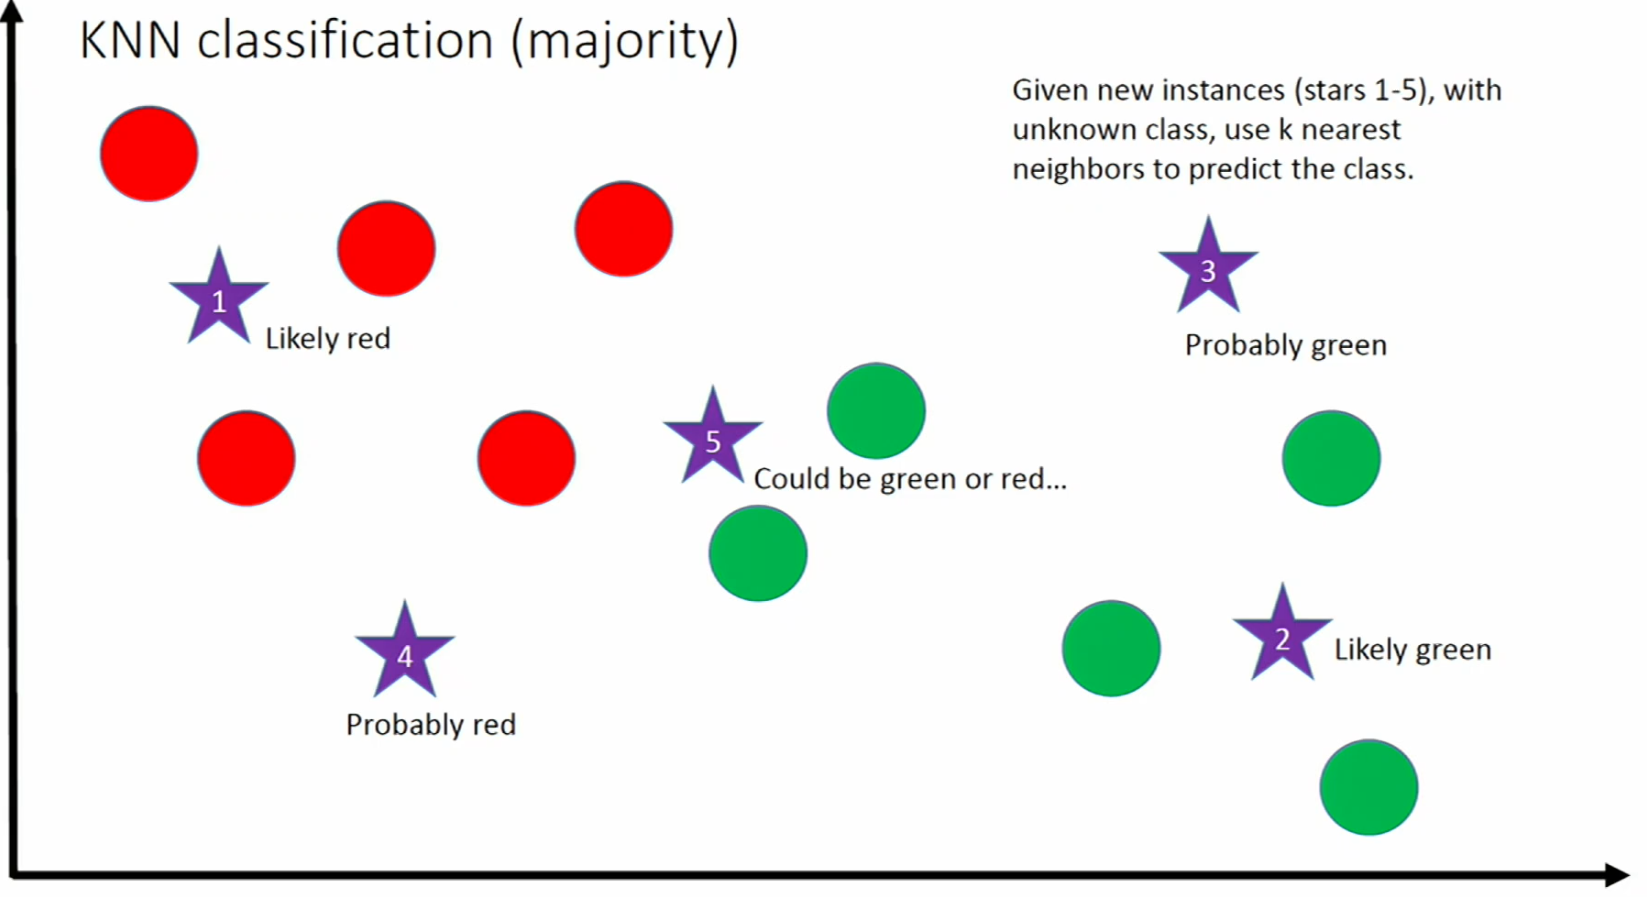 KNN classification (majority)
Given new instances (stars 1-5), with
unknown class, use k nearest
neighbors to predict the class.
3
1
Likely red
Probably green
5
Could be green or red...
2
Likely green
4
Probably red